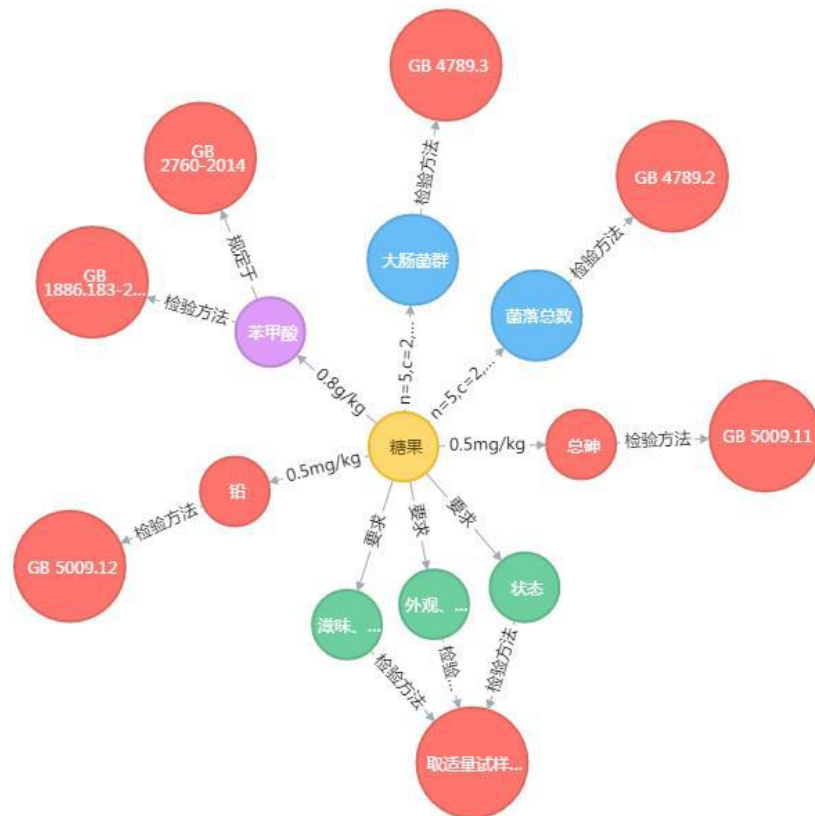 GB 4789.3
检验方法
大肠菌群
n=5,c=2,...
GB
2760-2014
规定于
GB
1886.183-2...
检验方法
苯甲酸
0.8g/kg
GB 4789.2
检验方法
菌落总数
n=5,c=2,...
糖果
0.5mg/kg
总砷
检验方法
GB 5009.11
0.5mg/kg
铅
检验方法
GB 5009.12
要求
要求
要求
滋味、...
外观、...
状态
检验方法
检验...
检验方法
取适量试样...